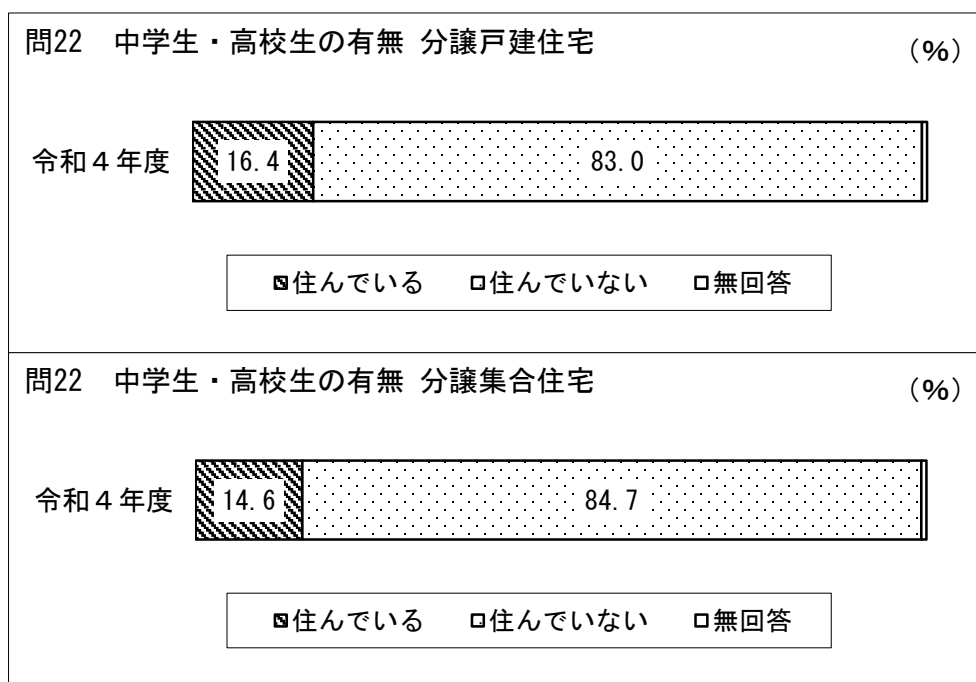 問22　中学生・高校生の有無 分譲戸建住宅
（%）
令和４年度
16.4
83.0
住んでいる　住んでいない　無回答
問22　中学生・高校生の有無 分譲集合住宅
（%）
令和４年度
14.6
84.7
住んでいる　住んでいない　無回答